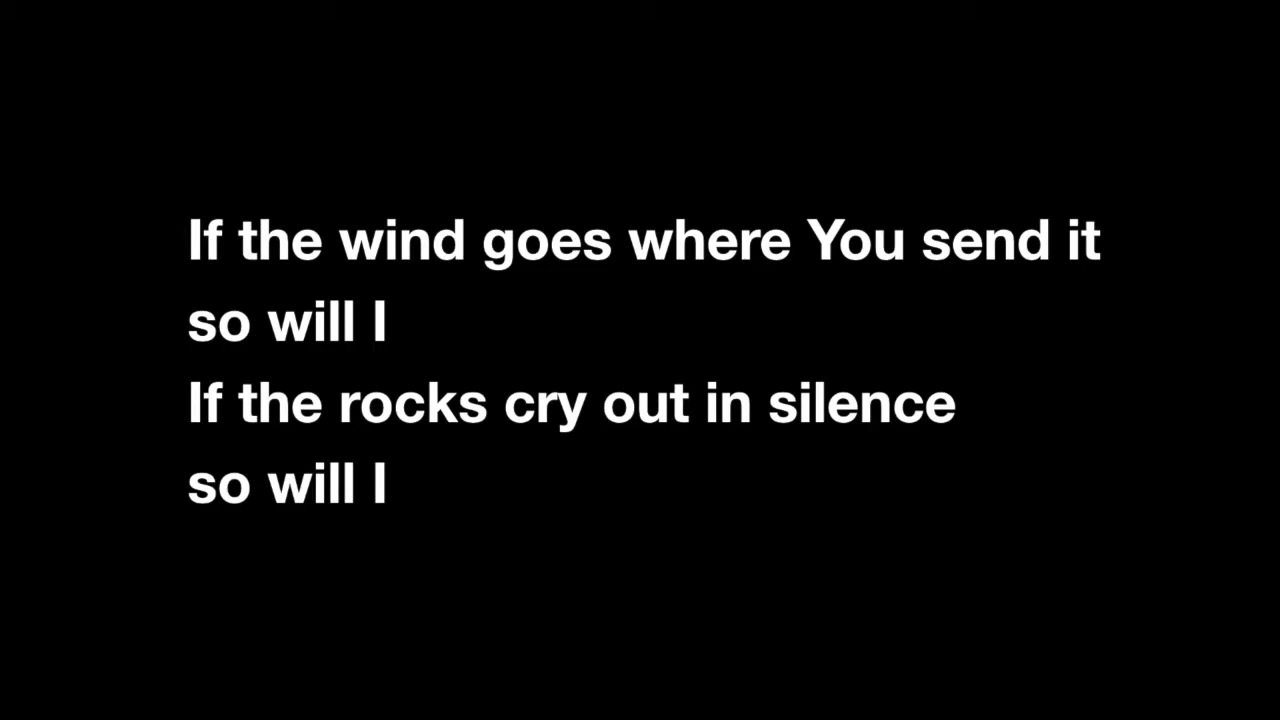 If the wind goes where You send it
so will I
If the rocks cry out in silence
so will I